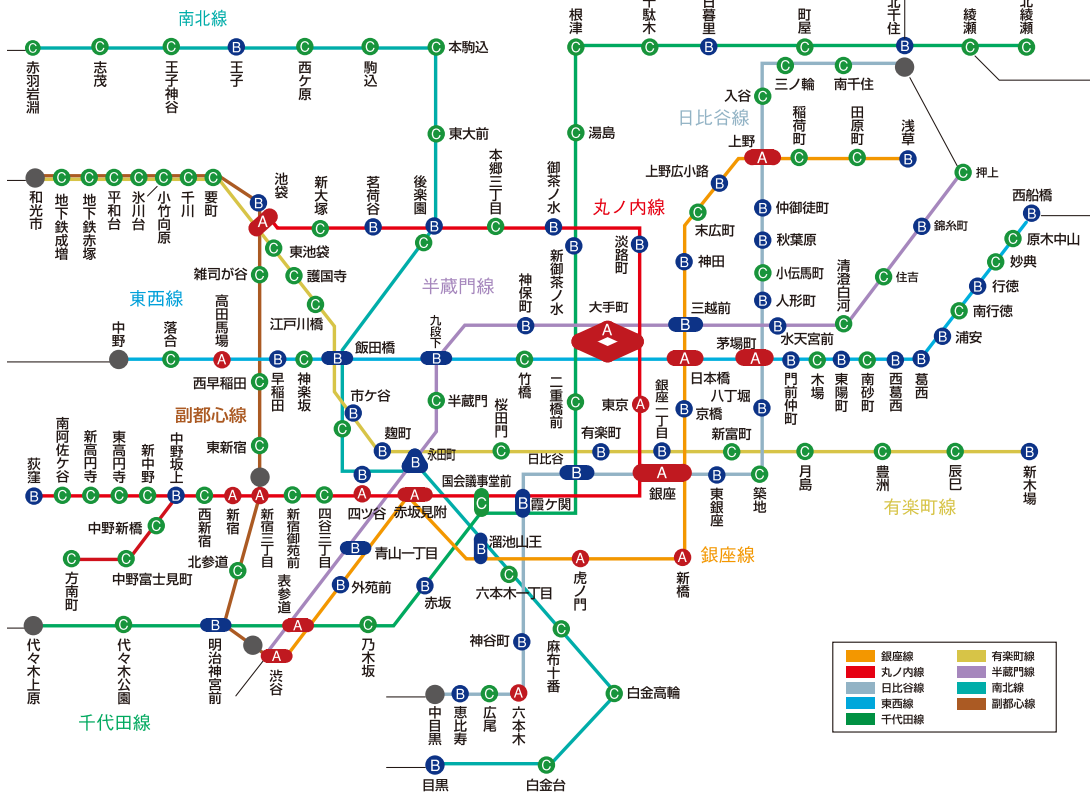 南北線
根津
千駄木
日暮里
町屋
北千住
綾瀬
北綾瀬
C
C
C
B
C
C
C
本駒込
C
C
B
C
B
C
C
赤羽岩淵
志茂
王子神谷
王子
西ケ原
駒込
C
三ノ輪
C
南千住
入谷
C
日比谷線
稲荷町
田原町
浅草
C
東大前
C
湯島
上野
A
C
C
B
本郷三丁目
御茶ノ水
上野広小路
B
C
押上
和光市
C
地下鉄成増
C
地下鉄赤塚
C
平和台
C
氷川台
C
小竹向原
C
千川
C
要町
池袋
B
A
新大塚
C
茗荷谷
B
後楽園
B
C
C
B
丸ノ内線
C
末広町
B
仲御徒町
西船橋
B
B
錦糸町
B
秋葉原
C
原木中山
東池袋
C
新御茶ノ水
B
淡路町
B
B
神田
C
妙典
雑司が谷
C
C
護国寺
C
小伝馬町
清澄白河
C
住吉
B
行徳
半蔵門線
東西線
C
江戸川橋
B
人形町
C
南行徳
高田馬場
九段下
神保町
B
大手町
A
三越前
B
B
水天宮前
C
B
浦安
中野
落合
C
A
B
早稲田
C
神楽坂
B
飯田橋
B
C
竹橋
A
日本橋
茅場町
A
B
門前仲町
C
木場
B
東陽町
C
南砂町
B
西葛西
B
葛西
西早稲田
C
副都心線
市ケ谷
B
C
C
半蔵門
桜田門
二重橋前
C
東京
A
銀座一丁目
B
京橋
八丁堀
B
東新宿
C
麹町
B
C
有楽町
B
B
新富町
C
C
月島
C
豊洲
C
辰巳
B
新木場
有楽町線
永田町
B
日比谷
B
銀座
A
B
東銀座
C
築地
荻窪
B
南阿佐ケ谷
C
新高円寺
C
東高円寺
C
新中野
C
中野坂上
B
西新宿
C
新宿
A
新宿三丁目
A
新宿御苑前
C
四谷三丁目
C
B
四ツ谷
A
赤坂見附
A
国会議事堂前
C
霞ケ関
B
中野新橋
C
C
方南町
C
中野富士見町
北参道
C
青山一丁目
B
溜池山王
B
虎ノ門
A
新橋
A
銀座線
表参道
外苑前
B
赤坂
B
六本木一丁目
C
代々木上原
C
代々木公園
B
明治神宮前
A
C
乃木坂
神谷町
B
C
麻布十番
A
渋谷
千代田線
中目黒
B
恵比寿
C
広尾
A
六本木
C
白金高輪
B
目黒
C
白金台
銀座線
丸ノ内線
日比谷線
東西線
千代田線
有楽町線
半蔵門線
南北線
副都心線